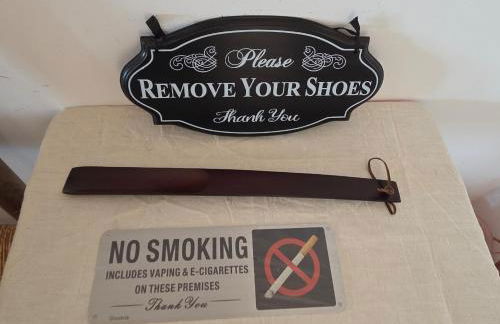 Please
REMOVE YOUR SHOES
Thank You
NO SMOKING
INCLUDES VAPING & E-CIGARETTES
ON THESE PREMISES
Thank You